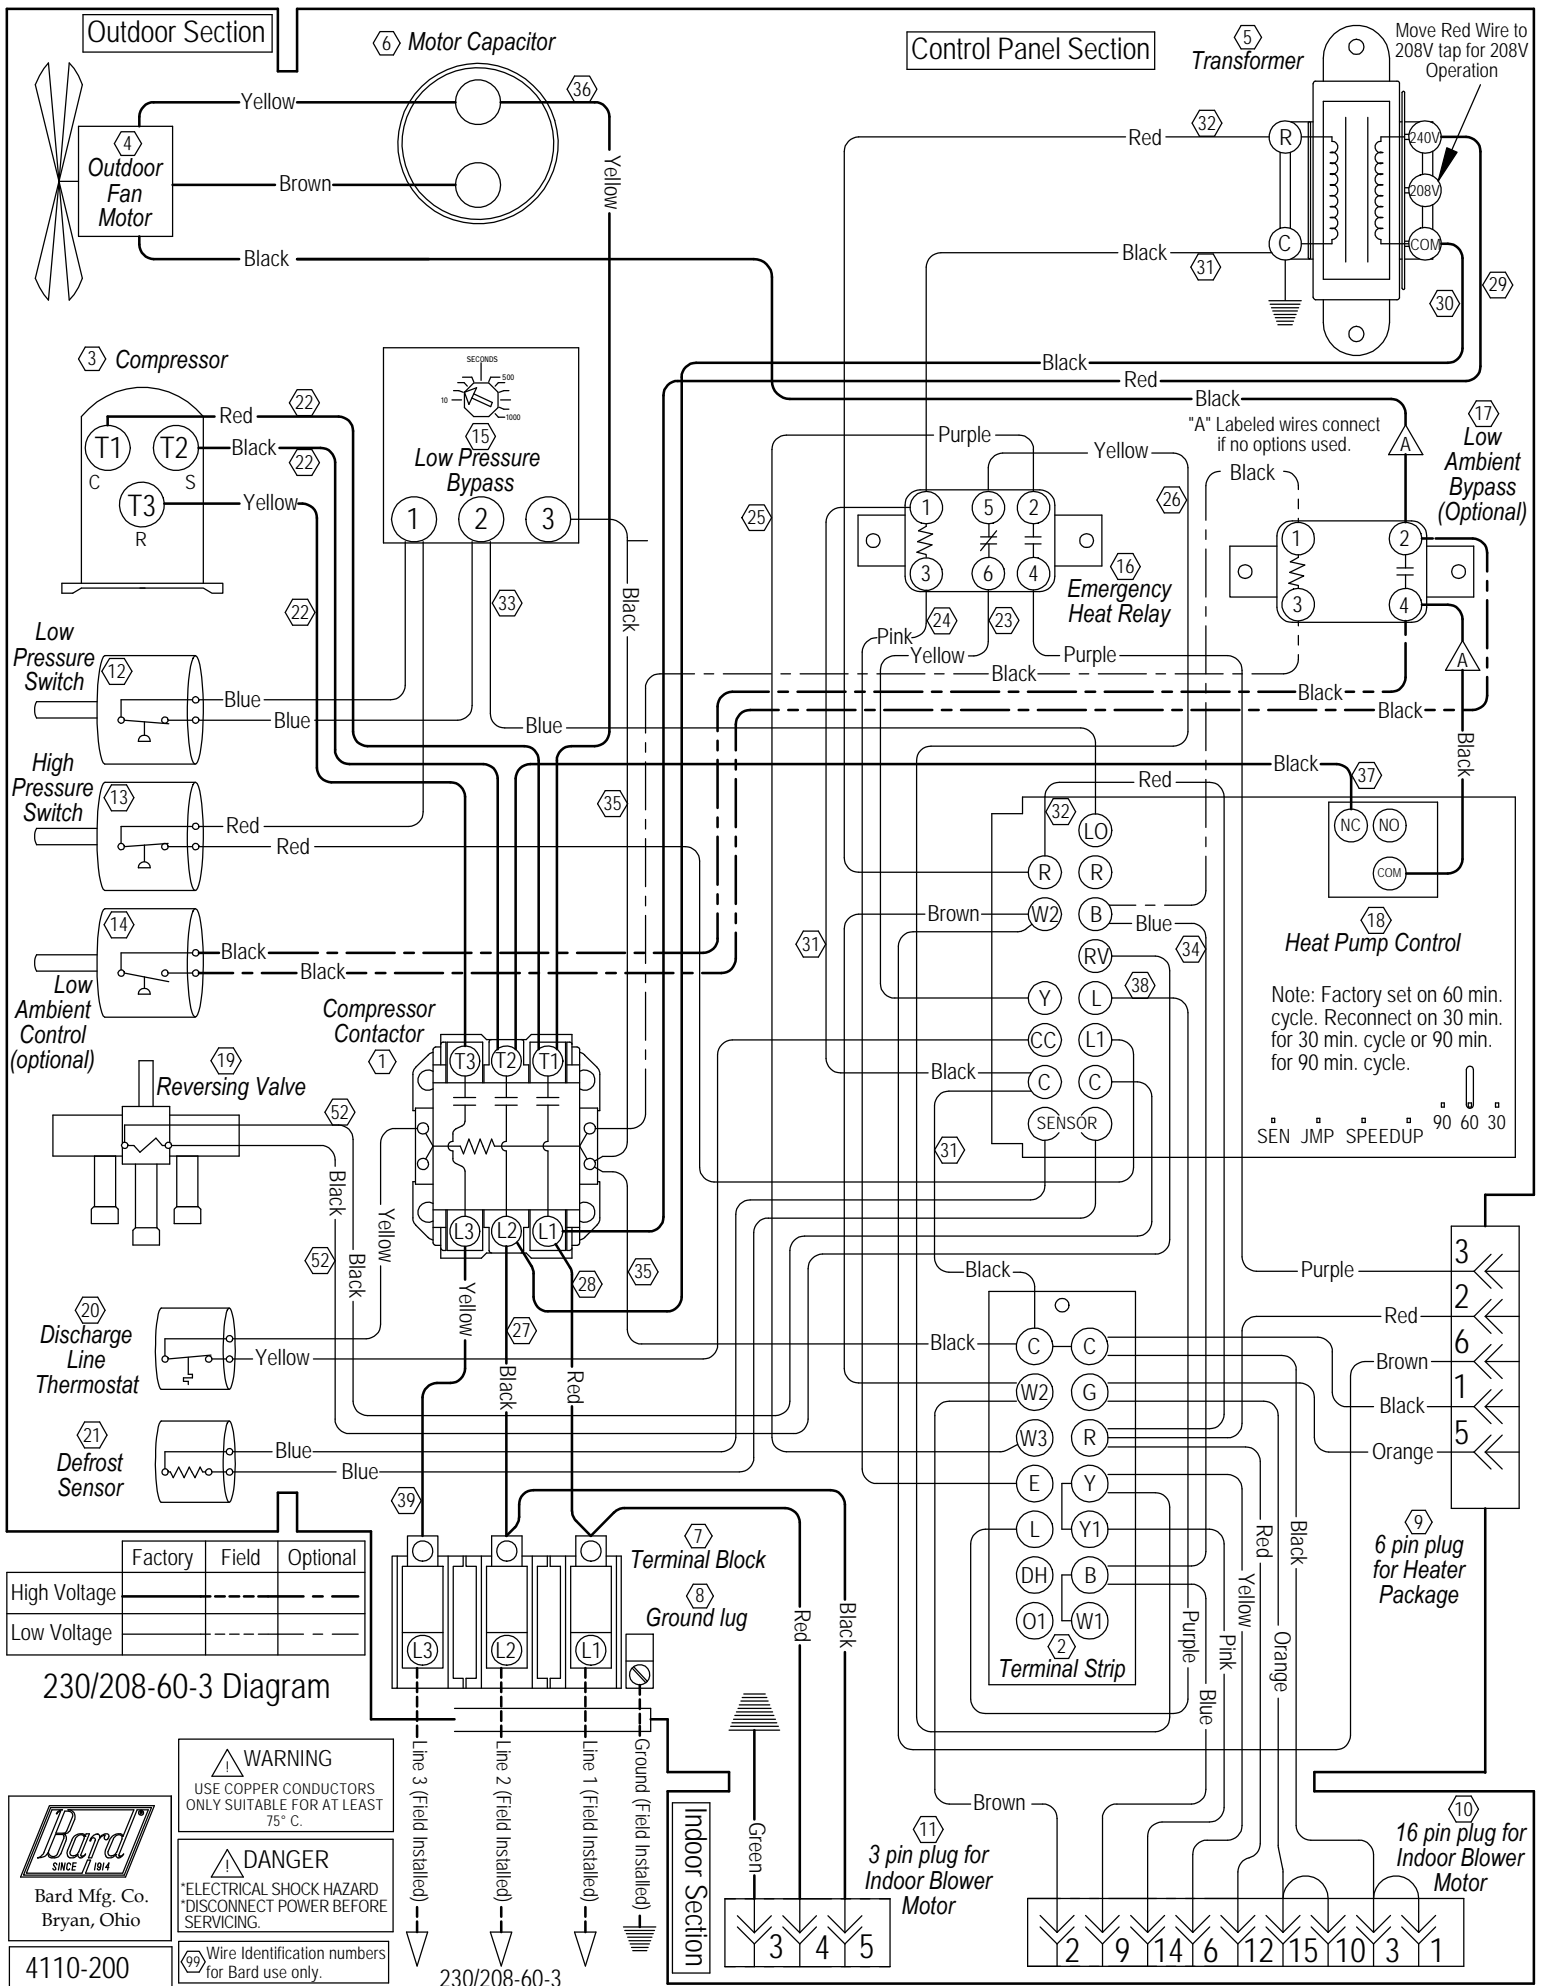 Outdoor Section
6 Motor Capacitor
Control Panel Section
5
Transformer
Move Red Wire to
208V tap for 208V
Operation
Yellow
36
4
Outdoor
Fan
Motor
Brown
Yellow
Black
Red
32
R
240V
208V
C
COM
Black
31
30
29
3 Compressor
SECONDS
500
10
1000
15
Low Pressure
Bypass
1
2
3
T1
C
T2
S
T3
R
Red
22
Black
22
Yellow
22
33
Black
Black
Red
Black
"A" Labeled wires connect
if no options used.
A
17
Low
Ambient
Bypass
(Optional)
Purple
Yellow
Black
25
26
1
5
2
3
6
4
16
Emergency
Heat Relay
1
2
3
4
A
24
23
Pink
Yellow
Purple
Black
Black
Black
Black
Low
Pressure
Switch
12
Blue
Blue
Blue
High
Pressure
Switch
13
Red
Red
35
Black
37
Red
32
14
Low
Ambient
Control
(optional)
Black
Black
LO
R
R
W2
B
RV
Y
L
CC
L1
C
C
SENSOR
Brown
Blue
31
34
38
Black
31
NC
NO
COM
18
Heat Pump Control
Note: Factory set on 60 min.
cycle. Reconnect on 30 min.
for 30 min. cycle or 90 min.
for 90 min. cycle.
SEN
JMP
SPEEDUP
90
60
30
Compressor
Contactor
1
T3
T2
T1
L3
L2
L1
19
Reversing Valve
52
52
Black
Black
Yellow
Yellow
27
28
35
Black
Red
20
Discharge
Line
Thermostat
Yellow
21
Defrost
Sensor
Blue
Blue
39
Black
Black
C
C
W2
G
W3
R
E
Y
L
Y1
DH
B
O1
W1
2
Terminal Strip
Purple
3
Red
2
Brown
6
Black
1
Orange
5
9
6 pin plug
for Heater
Package
Factory
Field
Optional
High Voltage
Low Voltage
230/208-60-3 Diagram
7
Terminal Block
8
Ground lug
L3
L2
L1
Red
Black
Purple
Blue
Pink
Yellow
Red
Orange
Black
Line 3 (Field Installed)
Line 2 (Field Installed)
Line 1 (Field Installed)
Ground (Field Installed)
230/208-60-3
Indoor Section
Green
11
3 pin plug for
Indoor Blower
Motor
3
4
5
Brown
10
16 pin plug for
Indoor Blower
Motor
2
9
14
6
12
15
10
3
1
Bard
®
SINCE 1914
Bard Mfg. Co.
Bryan, Ohio
4110-200
! WARNING
USE COPPER CONDUCTORS
ONLY SUITABLE FOR AT LEAST
75° C.
! DANGER
*ELECTRICAL SHOCK HAZARD
*DISCONNECT POWER BEFORE
SERVICING.
99 Wire Identification numbers
for Bard use only.